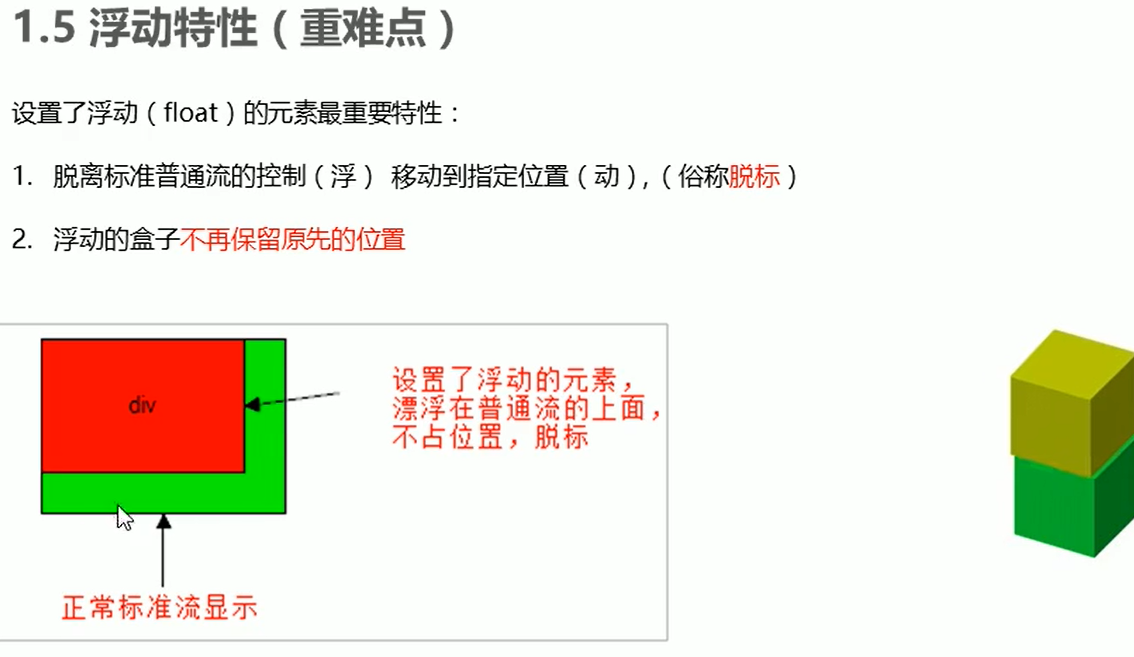 1.5 浮动特性（重难点）
设置了浮动（float）的元素最重要特性：
1. 脱离标准普通流的控制（浮） 移动到指定位置（动），（俗称脱标）
2. 浮动的盒子不再保留原先的位置
div
设置了浮动的元素，
漂浮在普通流的上面，
不占位置，脱标
正常标准流显示